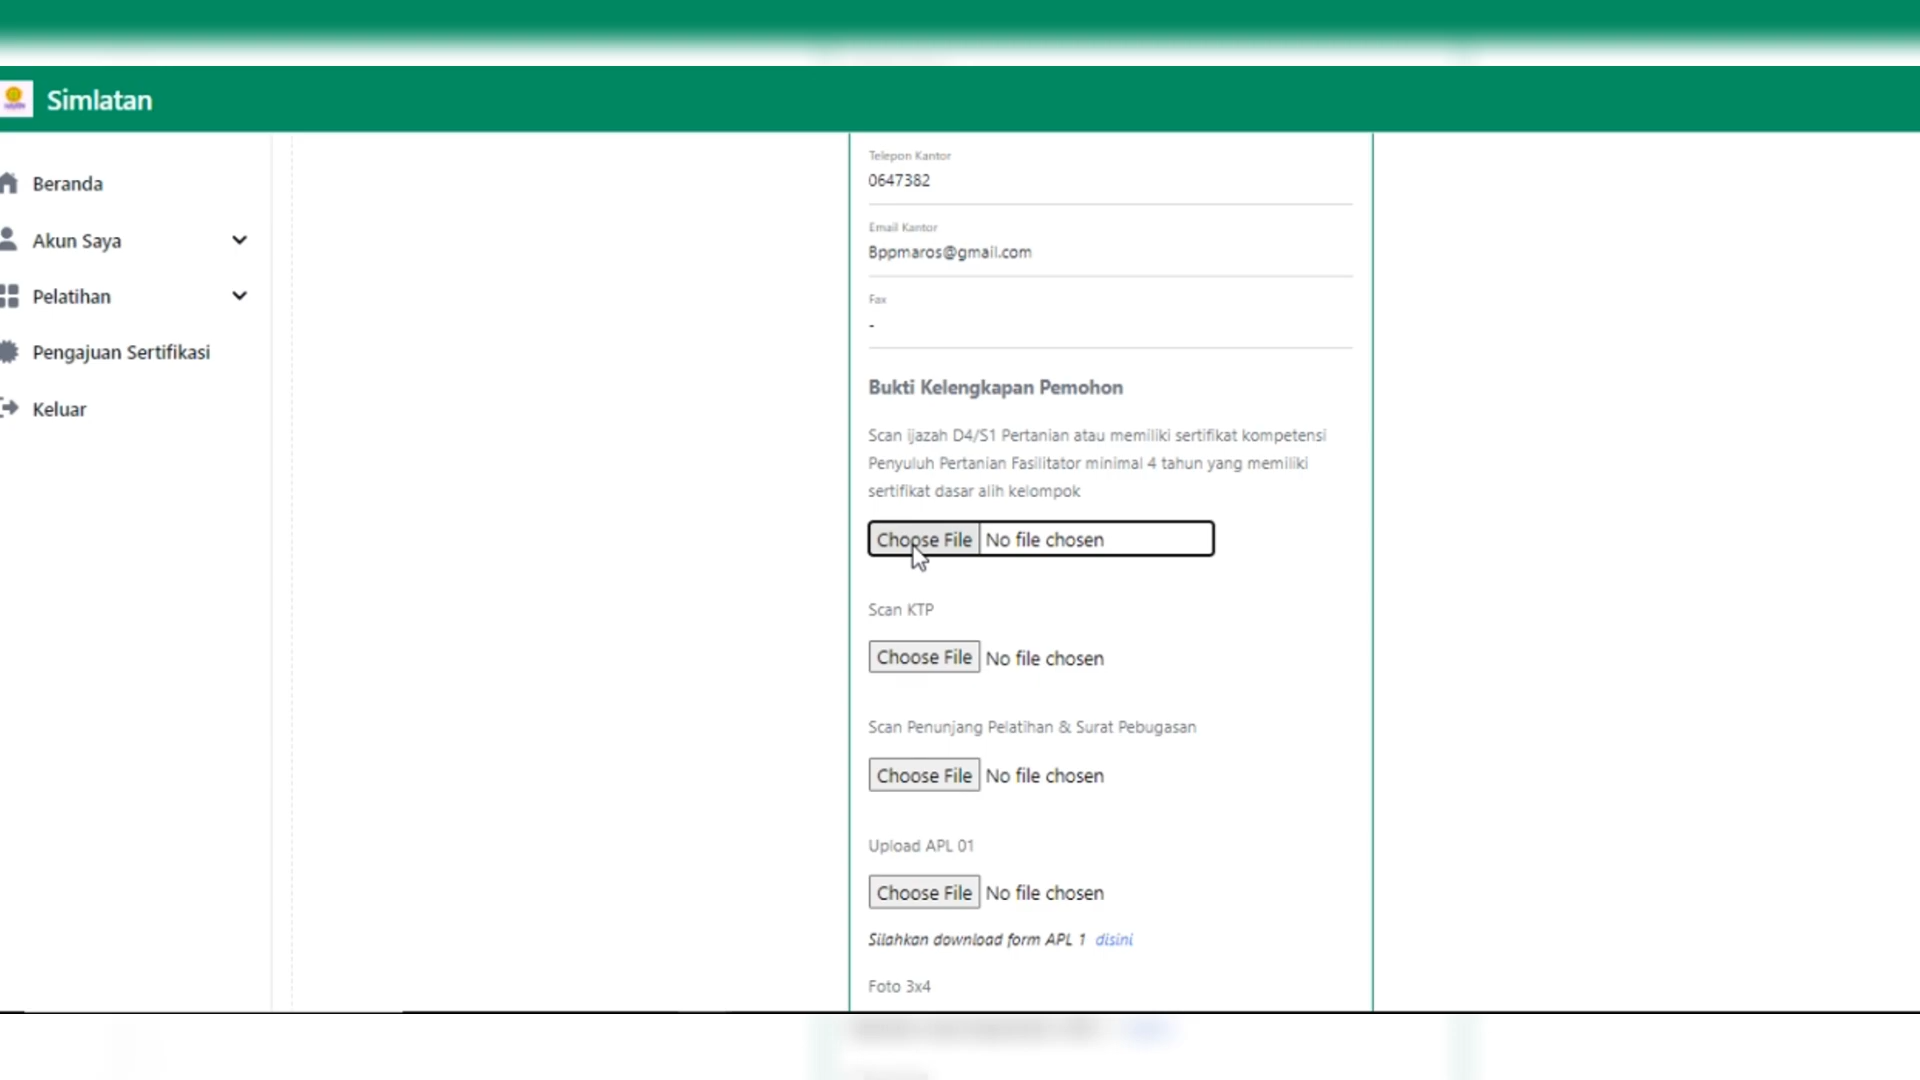 Simlatan
Beranda
Akun Saya
Pelatihan
Pengajuan Sertifikasi
Keluar
Telepon Kantor
0647382
Email Kantor
Bppmaros@gmail.com
Fax
-
Bukti Kelengkapan Pemohon
Scan ijazah D4/S1 Pertanian atau memiliki sertifikat kompetensi
Penyuluh Pertanian Fasilitator minimal 4 tahun yang memiliki
sertifikat dasar alih kelompok
Choose File No file chosen
Scan KTP
Choose File No file chosen
Scan Penunjang Pelatihan & Surat Pebugasan
Choose File No file chosen
Upload APL 01
Choose File No file chosen
Silahkan download form APL 1 disini
Foto 3x4